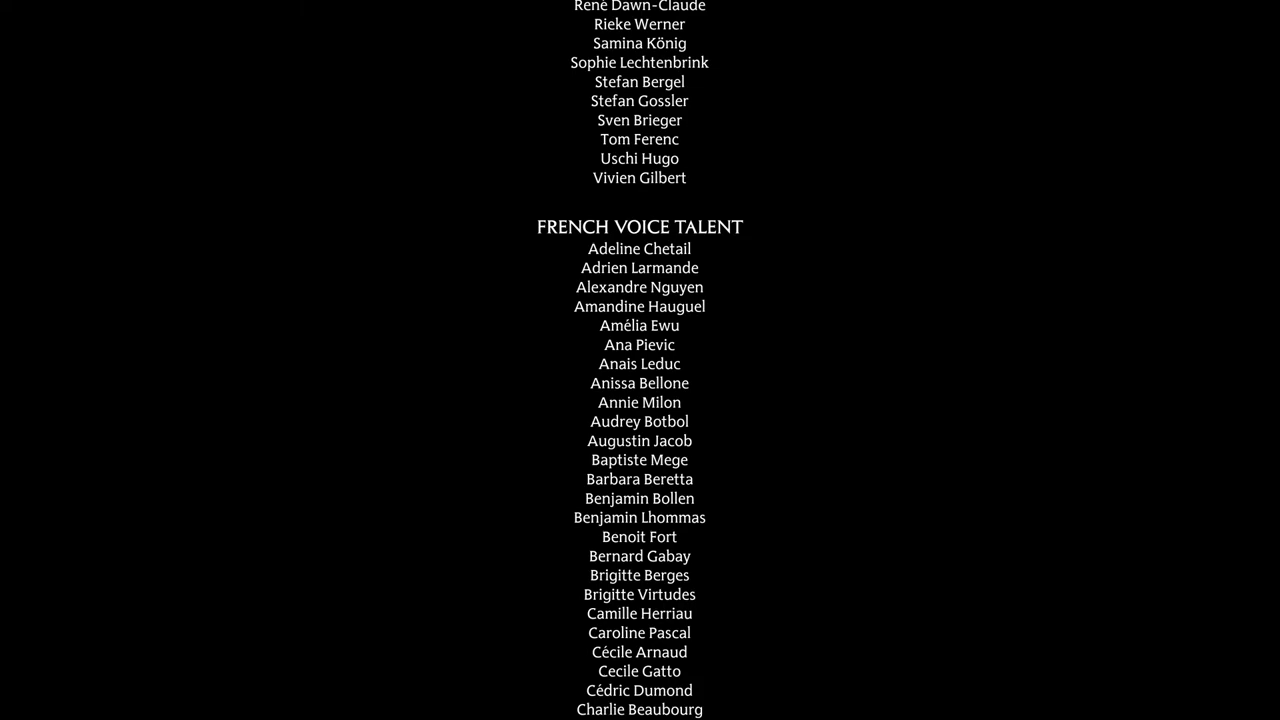 René Dawn-Claude
Rieke Werner
Samina König
Sophie Lechtenbrink
Stefan Bergel
Stefan Gossler
Sven Brieger
Tom Ferenc
Uschi Hugo
Vivien Gilbert
FRENCH VOICE TALENT
Adeline Chetail
Adrien Larmande
Alexandre Nguyen
Amandine Hauguel
Amélia Ewu
Ana Pievic
Anais Leduc
Anissa Bellone
Annie Milon
Audrey Botbol
Augustin Jacob
Baptiste Mege
Barbara Beretta
Benjamin Bollen
Benjamin Lhommas
Benoit Fort
Bernard Gabay
Brigitte Berges
Brigitte Virtudes
Camille Herriau
Caroline Pascal
Cécile Arnaud
Cecile Gatto
Cédric Dumond
Charlie Beaubourg